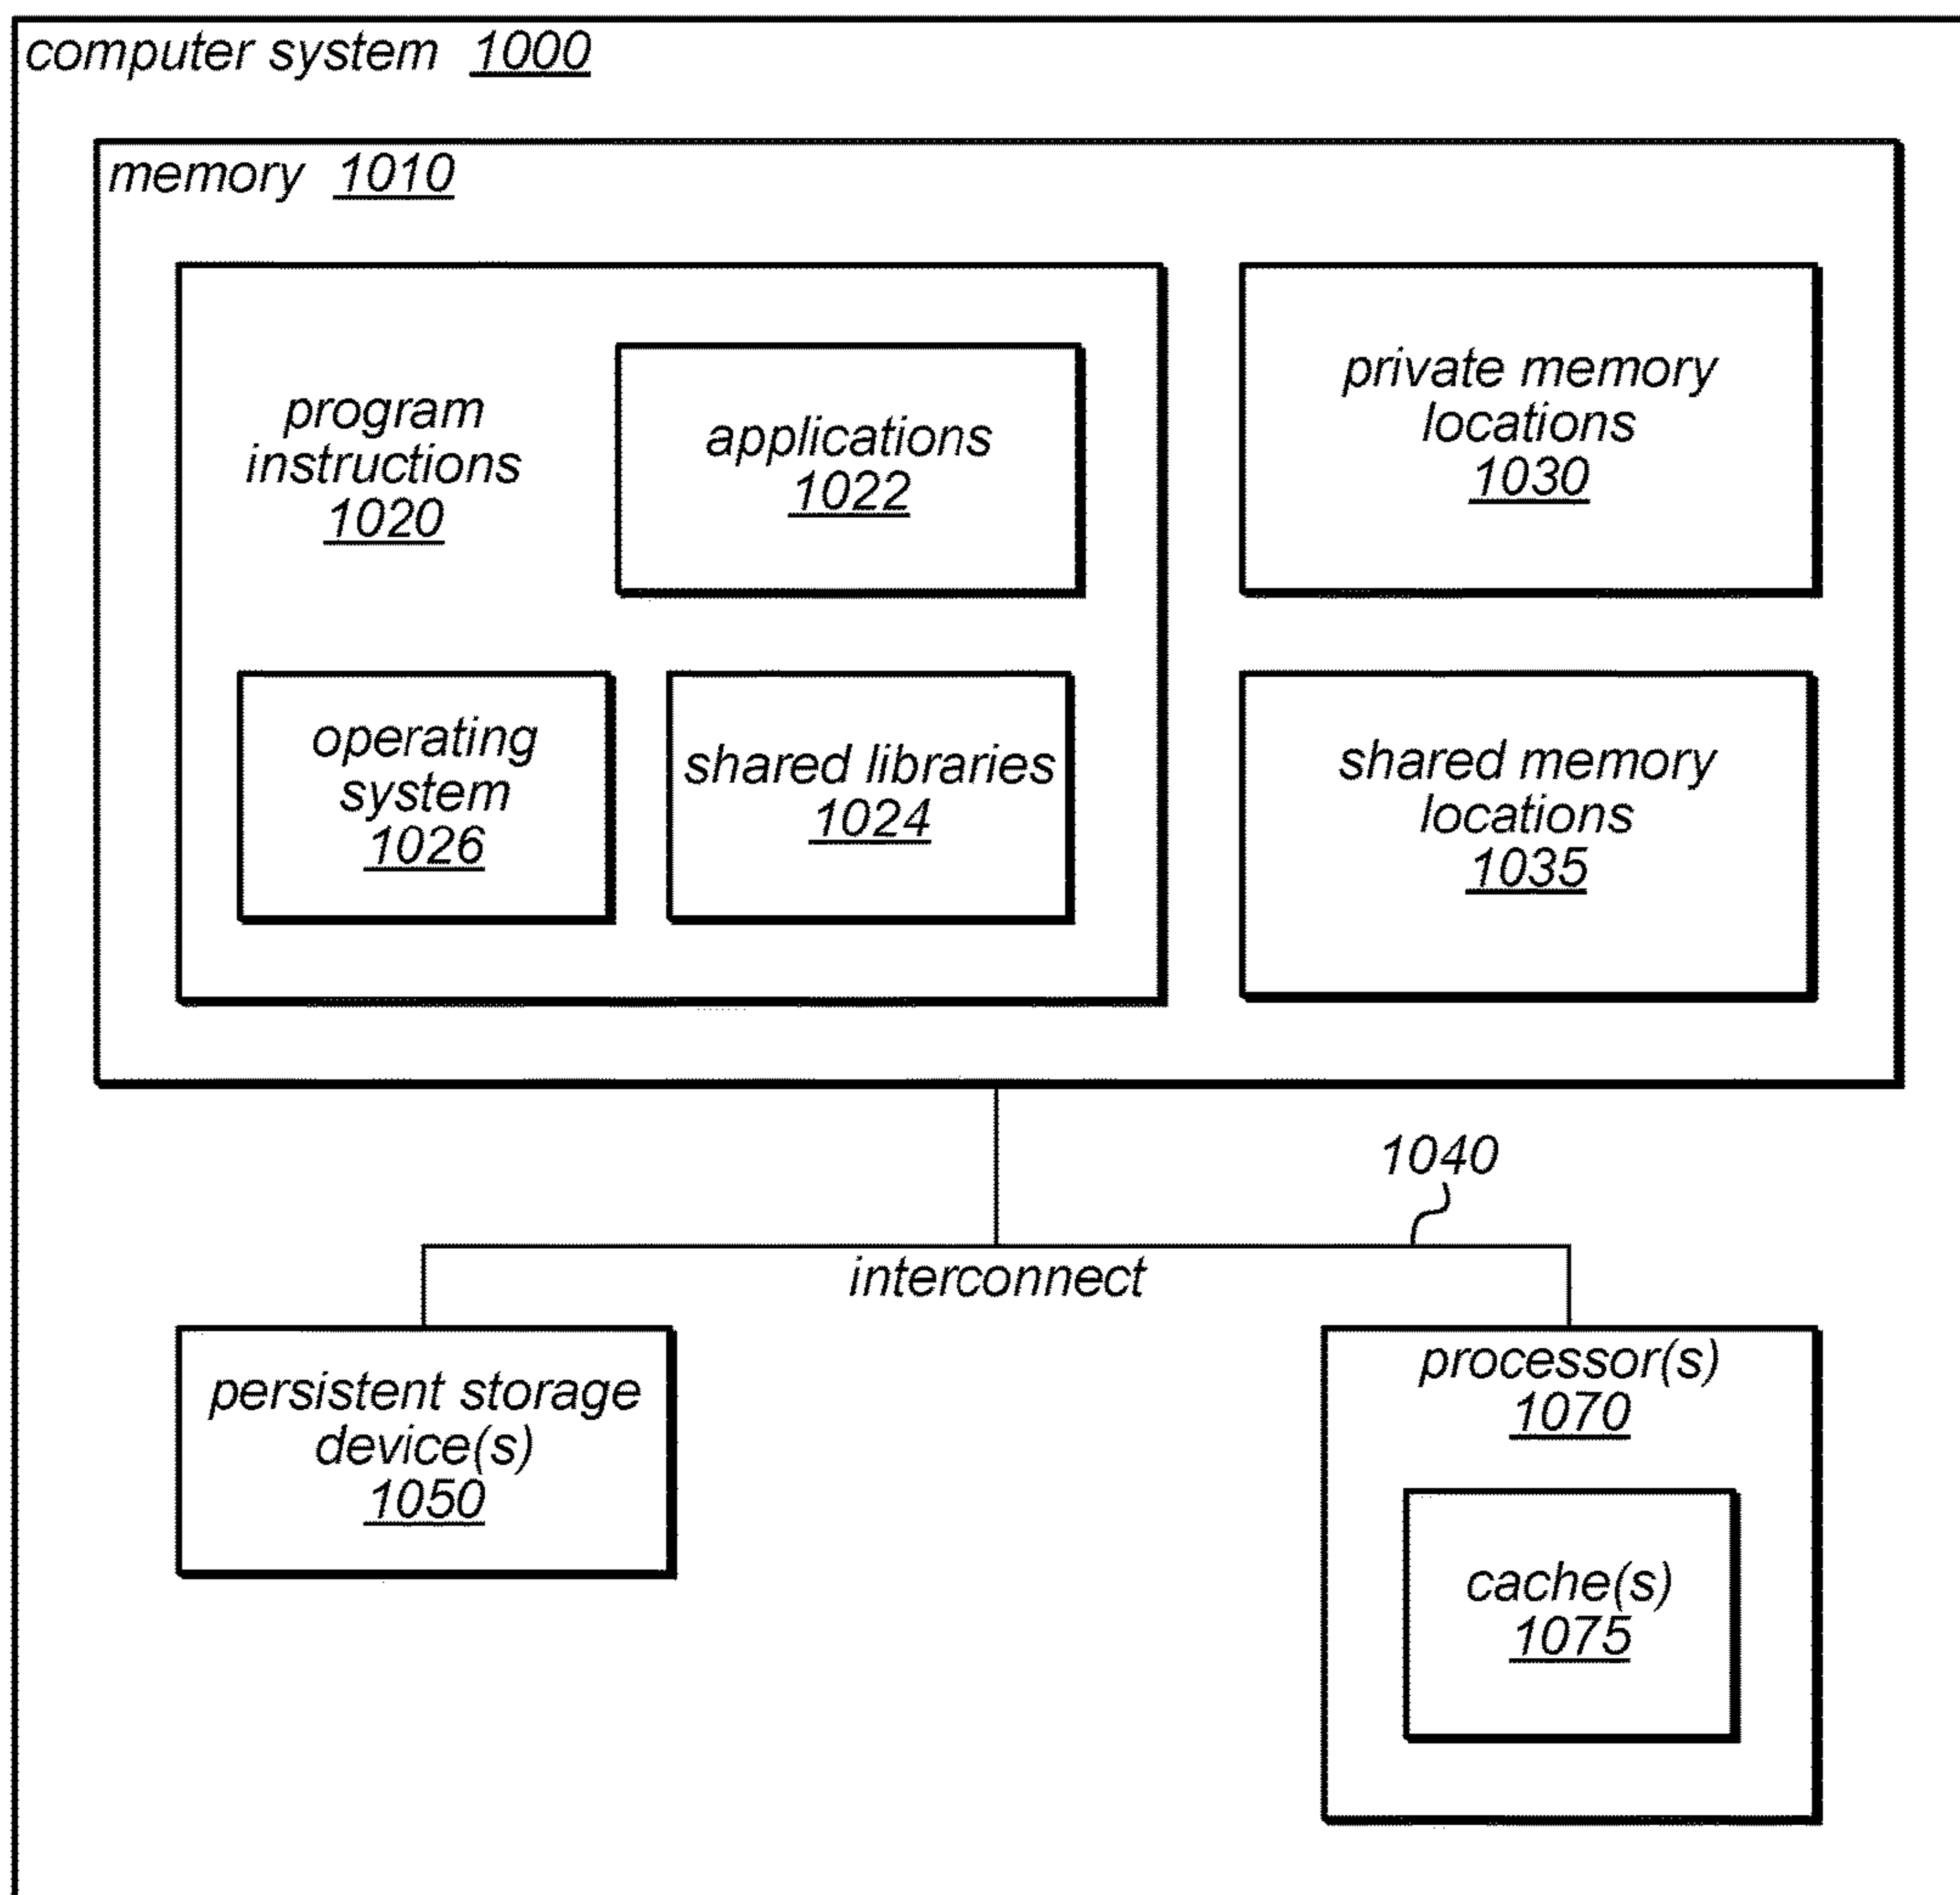 computer system 1000
memory 1010
program
instructions
1020
applications
1022
private memory
locations
1030
operating
system
1026
shared libraries
1024
shared memory
locations
1035
1040
interconnect
persistent storage
device(s)
1050
processor(s)
1070
cache(s)
1075